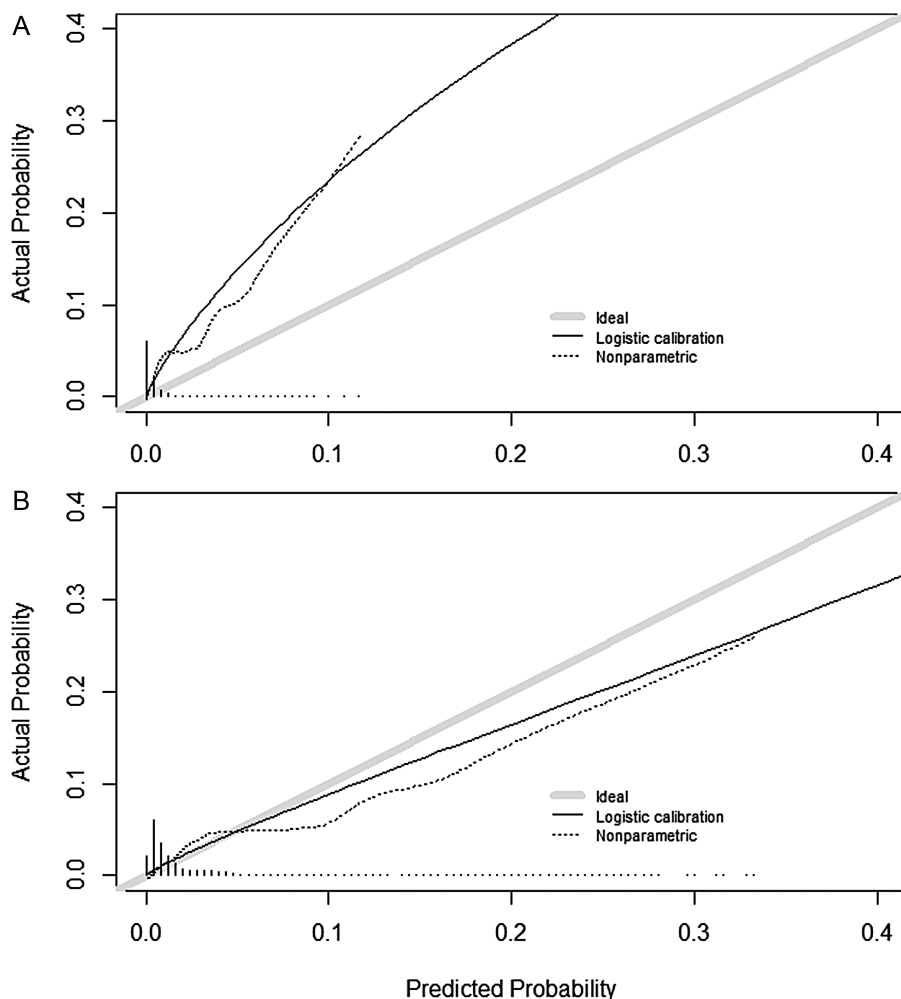 A
0.4
0.3
0.2
0.1
0.0
Actual Probability
Ideal
Logistic calibration
Nonparametric
0.0 0.1 0.2 0.3 0.4
B
0.4
0.3
0.2
0.1
0.0
Actual Probability
Ideal
Logistic calibration
Nonparametric
0.0 0.1 0.2 0.3 0.4
Predicted Probability